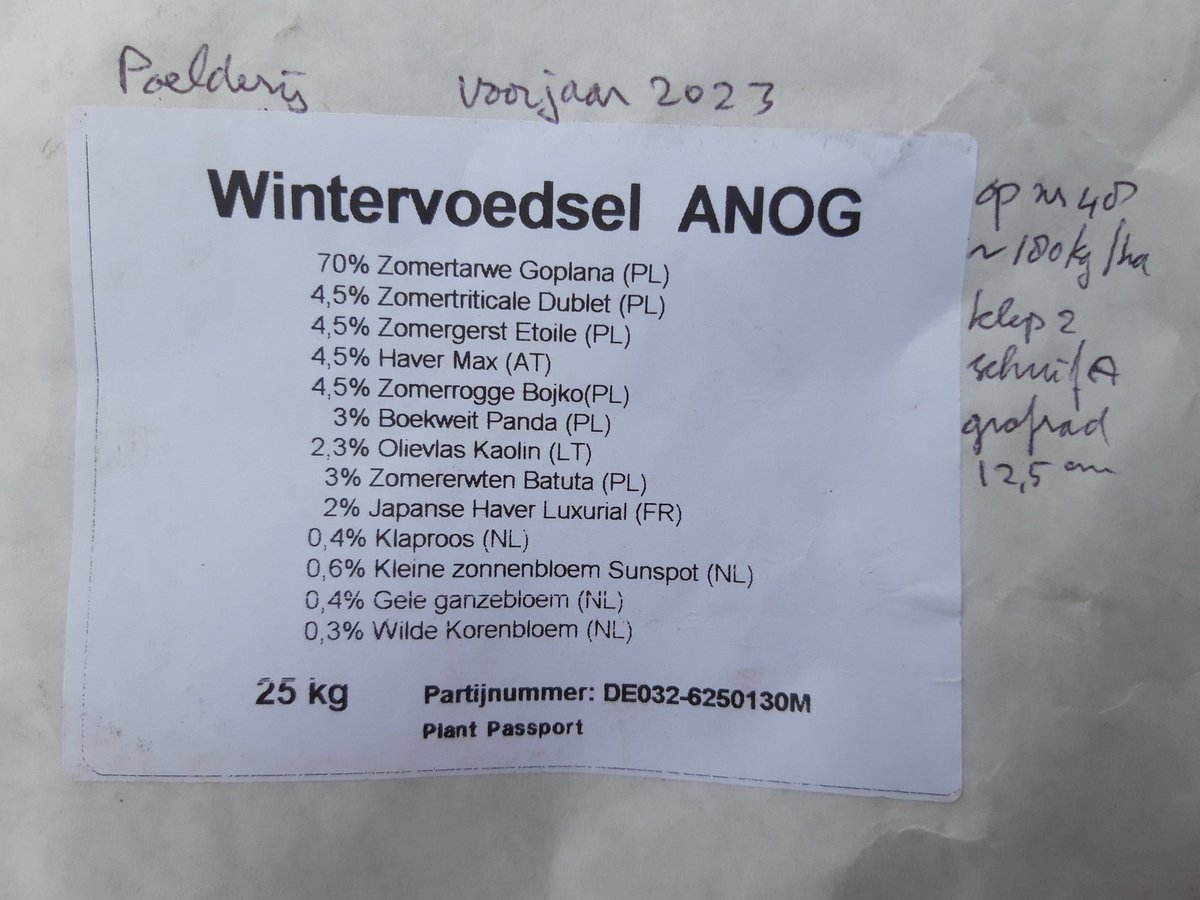 Poelderij voorjaar 2023
Wintervoedsel ANOG
70% Zomertarwe Goplana (PL)
4,5% Zomertriticale Dublet (PL)
4,5% Zomergerst Etoile (PL)
4,5% Haver Max (AT)
4,5% Zomerrogge Bojko(PL)
3% Boekweit Panda (PL)
2,3% Olievlas Kaolin (LT)
3% Zomererwten Batuta (PL)
2% Japanse Haver Luxurial (FR)
0,4% Klaproos (NL)
0,6% Kleine zonnenbloem Sunspot (NL)
0,4% Gele ganzebloem (NL)
0,3% Wilde Korenbloem (NL)
25 kg Partijnummer: DE032-6250130M
Plant Passport
op nr 40
~ 180 kg/ha
klep 2
schuif A
grofrad
12,5 cm